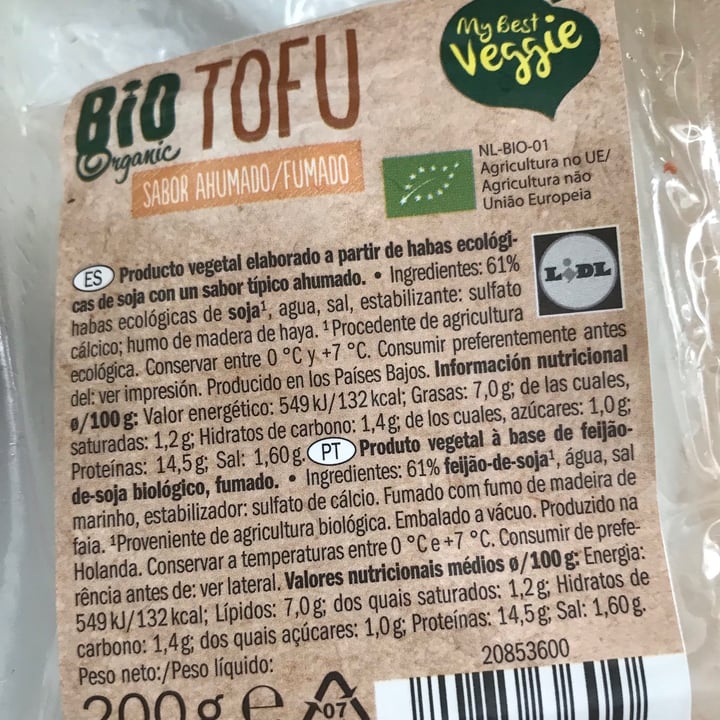 My Best
Veggie
BIO TOFU
Organic
SABOR AHUMADO/FUMADO
NL-BIO-01
Agricultura no UE/
Agricultura não
União Europeia
LIDL
ES Producto vegetal elaborado a partir de habas ecológi-
cas de soja con un sabor típico ahumado. • Ingredientes: 61%
habas ecológicas de soja¹, agua, sal, estabilizante: sulfato
cálcico; humo de madera de haya. ¹Procedente de agricultura
ecológica. Conservar entre 0 °C y +7 °C. Consumir preferentemente antes
del: ver impresión. Producido en los Países Bajos. Información nutricional
ø/100 g: Valor energético: 549 kJ/132 kcal; Grasas: 7,0 g; de las cuales,
saturadas: 1,2 g; Hidratos de carbono: 1,4 g; de los cuales, azúcares: 1,0 g;
Proteínas: 14,5 g; Sal: 1,60 g. PT Produto vegetal à base de feijão-
de-soja biológico, fumado. • Ingredientes: 61% feijão-de-soja¹, água, sal
marinho, estabilizador: sulfato de cálcio. Fumado com fumo de madeira de
faia. ¹Proveniente de agricultura biológica. Embalado a vácuo. Produzido na
Holanda. Conservar a temperaturas entre 0 °C e +7 °C. Consumir de prefe-
rência antes de: ver lateral. Valores nutricionais médios ø/100 g: Energia:
549 kJ/132 kcal; Lípidos: 7,0 g; dos quais saturados: 1,2 g; Hidratos de
carbono: 1,4 g; dos quais açúcares: 1,0 g; Proteínas: 14,5 g; Sal: 1,60 g.
Peso neto:/Peso líquido:
20853600
200 g e
07